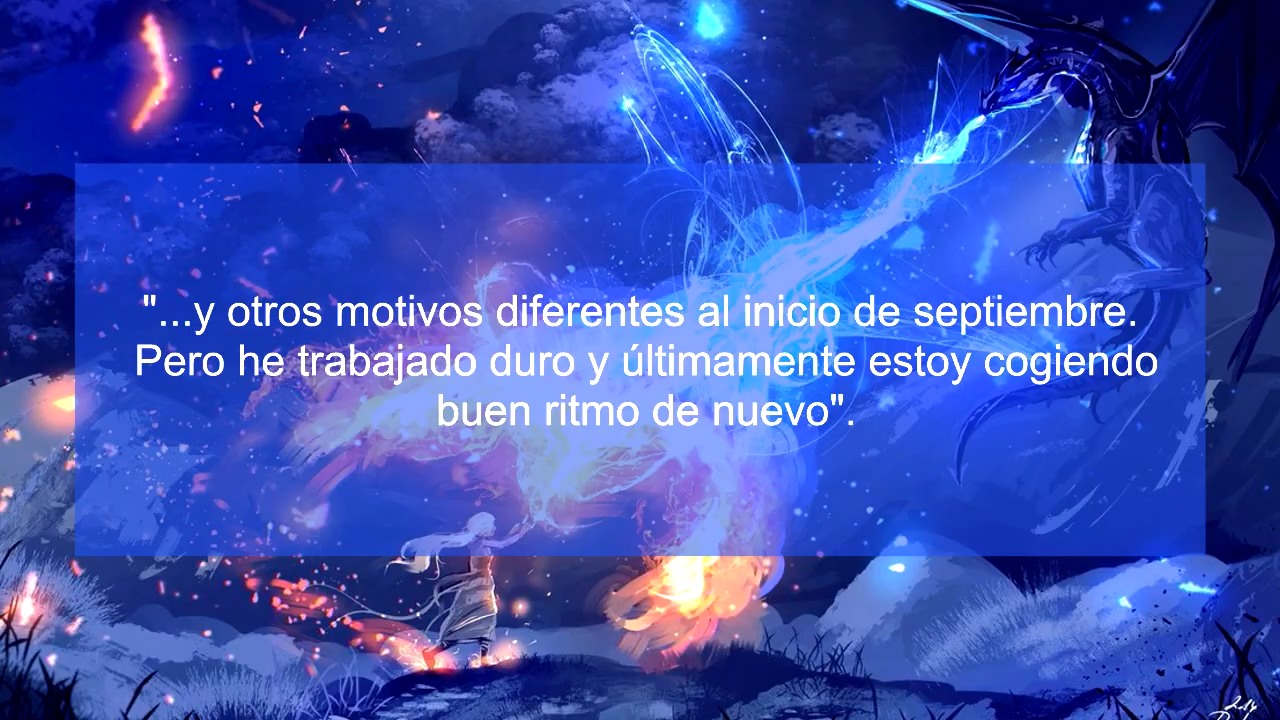 "...y otros motivos diferentes al inicio de septiembre.
Pero he trabajado duro y últimamente estoy cogiendo
buen ritmo de nuevo".